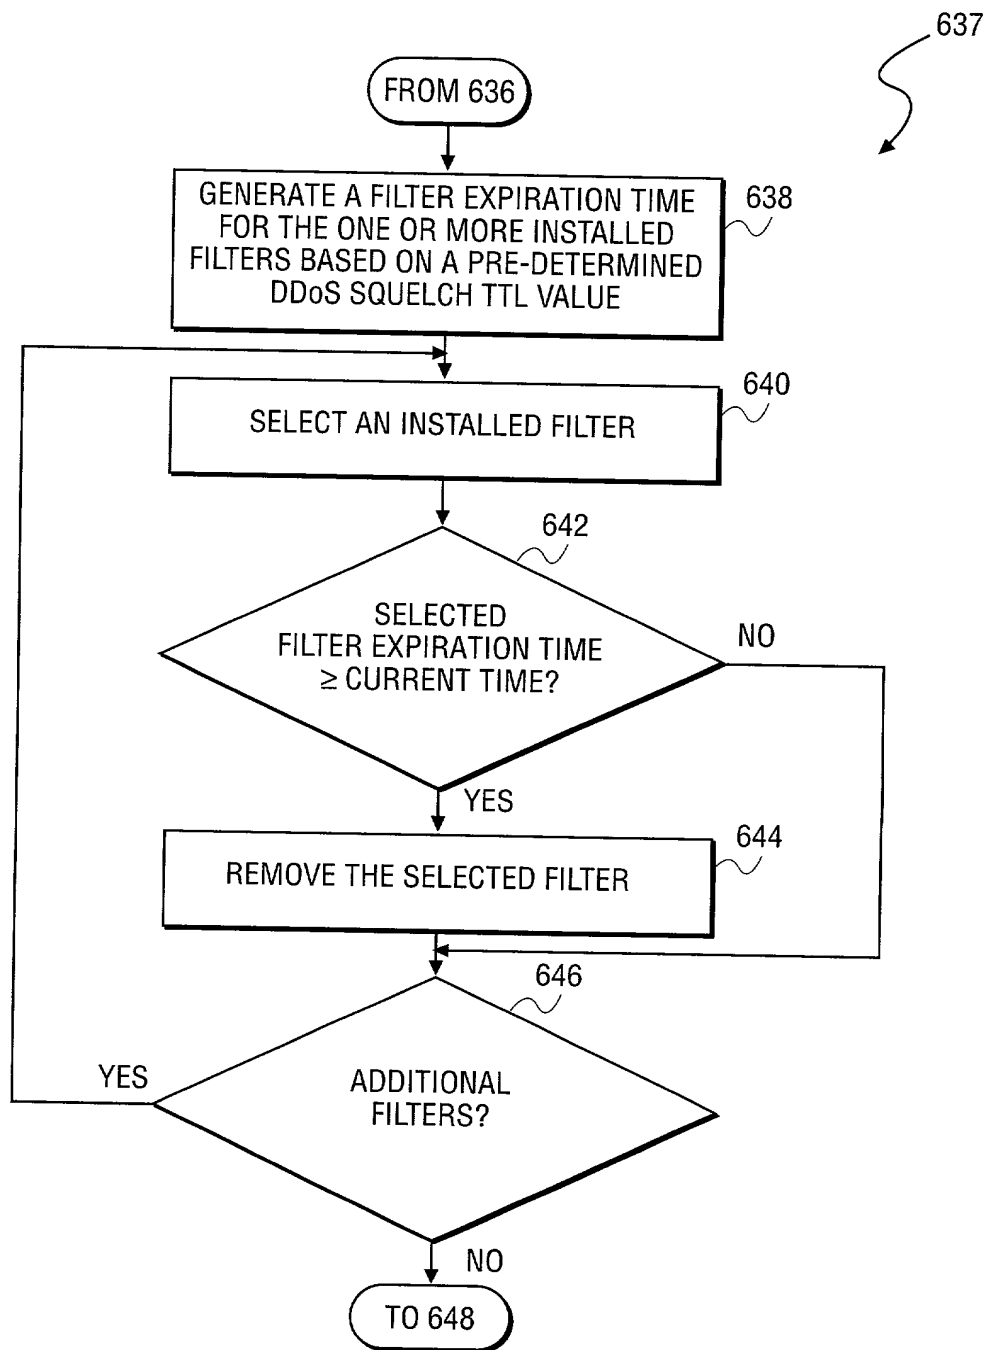 637
FROM 636
GENERATE A FILTER EXPIRATION TIME
FOR THE ONE OR MORE INSTALLED
FILTERS BASED ON A PRE-DETERMINED
DDoS SQUELCH TTL VALUE
638
SELECT AN INSTALLED FILTER
640
642
SELECTED
FILTER EXPIRATION TIME
≥ CURRENT TIME?
NO
YES
REMOVE THE SELECTED FILTER
644
646
ADDITIONAL
FILTERS?
YES
NO
TO 648